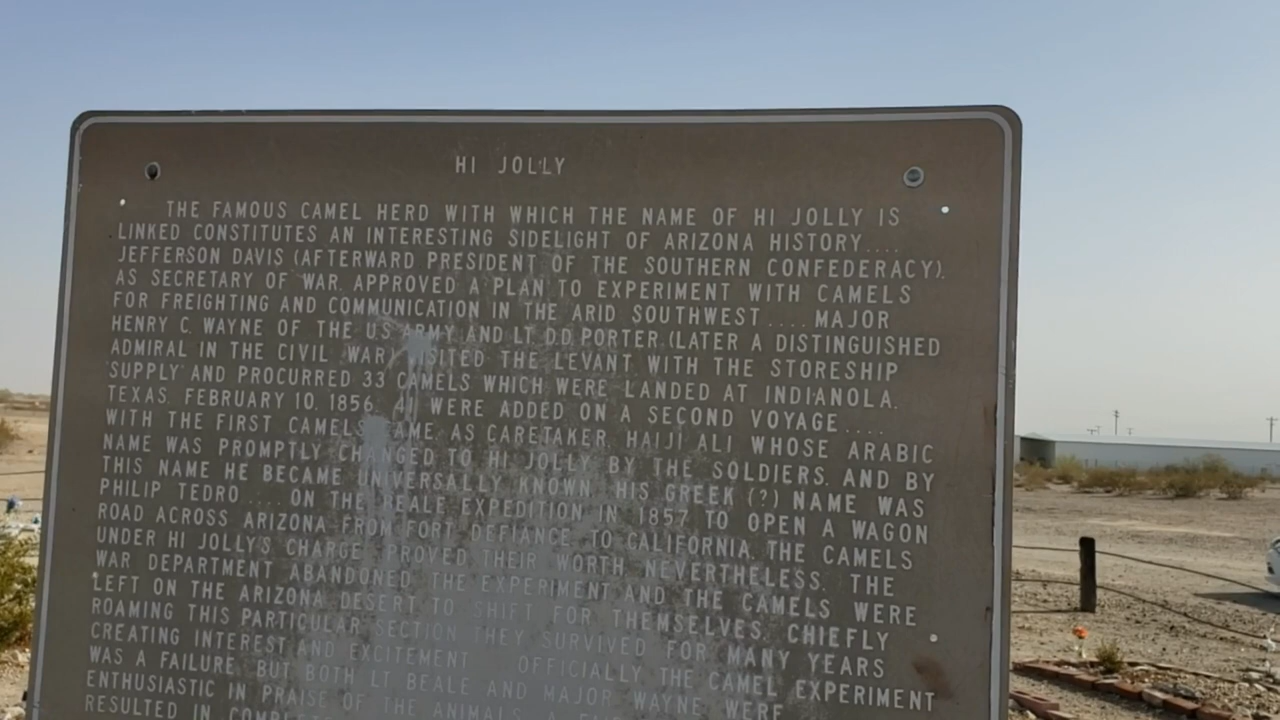 HI JOLLY
THE FAMOUS CAMEL HERD WITH WHICH THE NAME OF HI JOLLY IS
LINKED CONSTITUTES AN INTERESTING SIDELIGHT OF ARIZONA HISTORY....
JEFFERSON DAVIS (AFTERWARD PRESIDENT OF THE SOUTHERN CONFEDERACY),
AS SECRETARY OF WAR, APPROVED A PLAN TO EXPERIMENT WITH CAMELS
FOR FREIGHTING AND COMMUNICATION IN THE ARID SOUTHWEST.... MAJOR
HENRY C. WAYNE OF THE U.S. ARMY AND LT. D.D. PORTER (LATER A DISTINGUISHED
ADMIRAL IN THE CIVIL WAR) VISITED THE LEVANT WITH THE STORESHIP
"SUPPLY" AND PROCURRED 33 CAMELS WHICH WERE LANDED AT INDIANOLA,
TEXAS, FEBRUARY 10, 1856. WERE ADDED ON A SECOND VOYAGE....
WITH THE FIRST CAMELS CAME, AS CARETAKER, HAIJI ALI, WHOSE ARABIC
NAME WAS PROMPTLY CHANGED TO HI JOLLY BY THE SOLDIERS, AND BY
THIS NAME HE BECAME UNIVERSALLY KNOWN. HIS GREEK (?) NAME WAS
PHILIP TEDRO.... ON THE BEALE EXPEDITION IN 1857 TO OPEN A WAGON
ROAD ACROSS ARIZONA FROM FORT DEFIANCE, TO CALIFORNIA, THE CAMELS
UNDER HI JOLLY'S CHARGE, PROVED THEIR WORTH. NEVERTHELESS, THE
WAR DEPARTMENT ABANDONED THE EXPERIMENT AND THE CAMELS WERE
LEFT ON THE ARIZONA DESERT TO SHIFT FOR THEMSELVES. CHIEFLY
ROAMING THIS PARTICULAR SECTION THEY SURVIVED FOR MANY YEARS
CREATING INTEREST AND EXCITEMENT OFFICIALLY THE CAMEL EXPERIMENT
WAS A FAILURE, BUT BOTH LT. BEALE AND MAJOR WAYNE WERE
ENTHUSIASTIC IN PRAISE OF THE ANIMALS. A
RESULTED IN